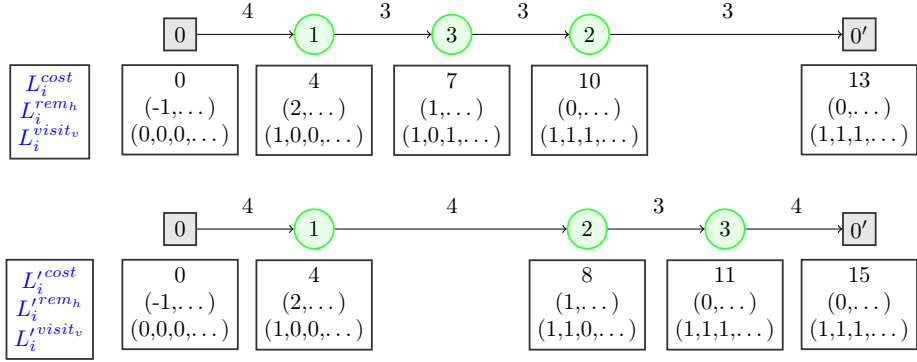 4 3 3 3
0 1 3 2 0′
L_i^{cost} 0 4 7 10 13
L_i^{rem_h} (-1,...) (2,...) (1,...) (0,...) (0,...)
L_i^{visit_v} (0,0,0,...) (1,0,0,...) (1,0,1,...) (1,1,1,...) (1,1,1,...)
4 4 3 4
0 1 2 3 0′
L_i'^{cost} 0 4 8 11 15
L_i'^{rem_h} (-1,...) (2,...) (1,...) (0,...) (0,...)
L_i'^{visit_v} (0,0,0,...) (1,0,0,...) (1,1,0,...) (1,1,1,...) (1,1,1,...)